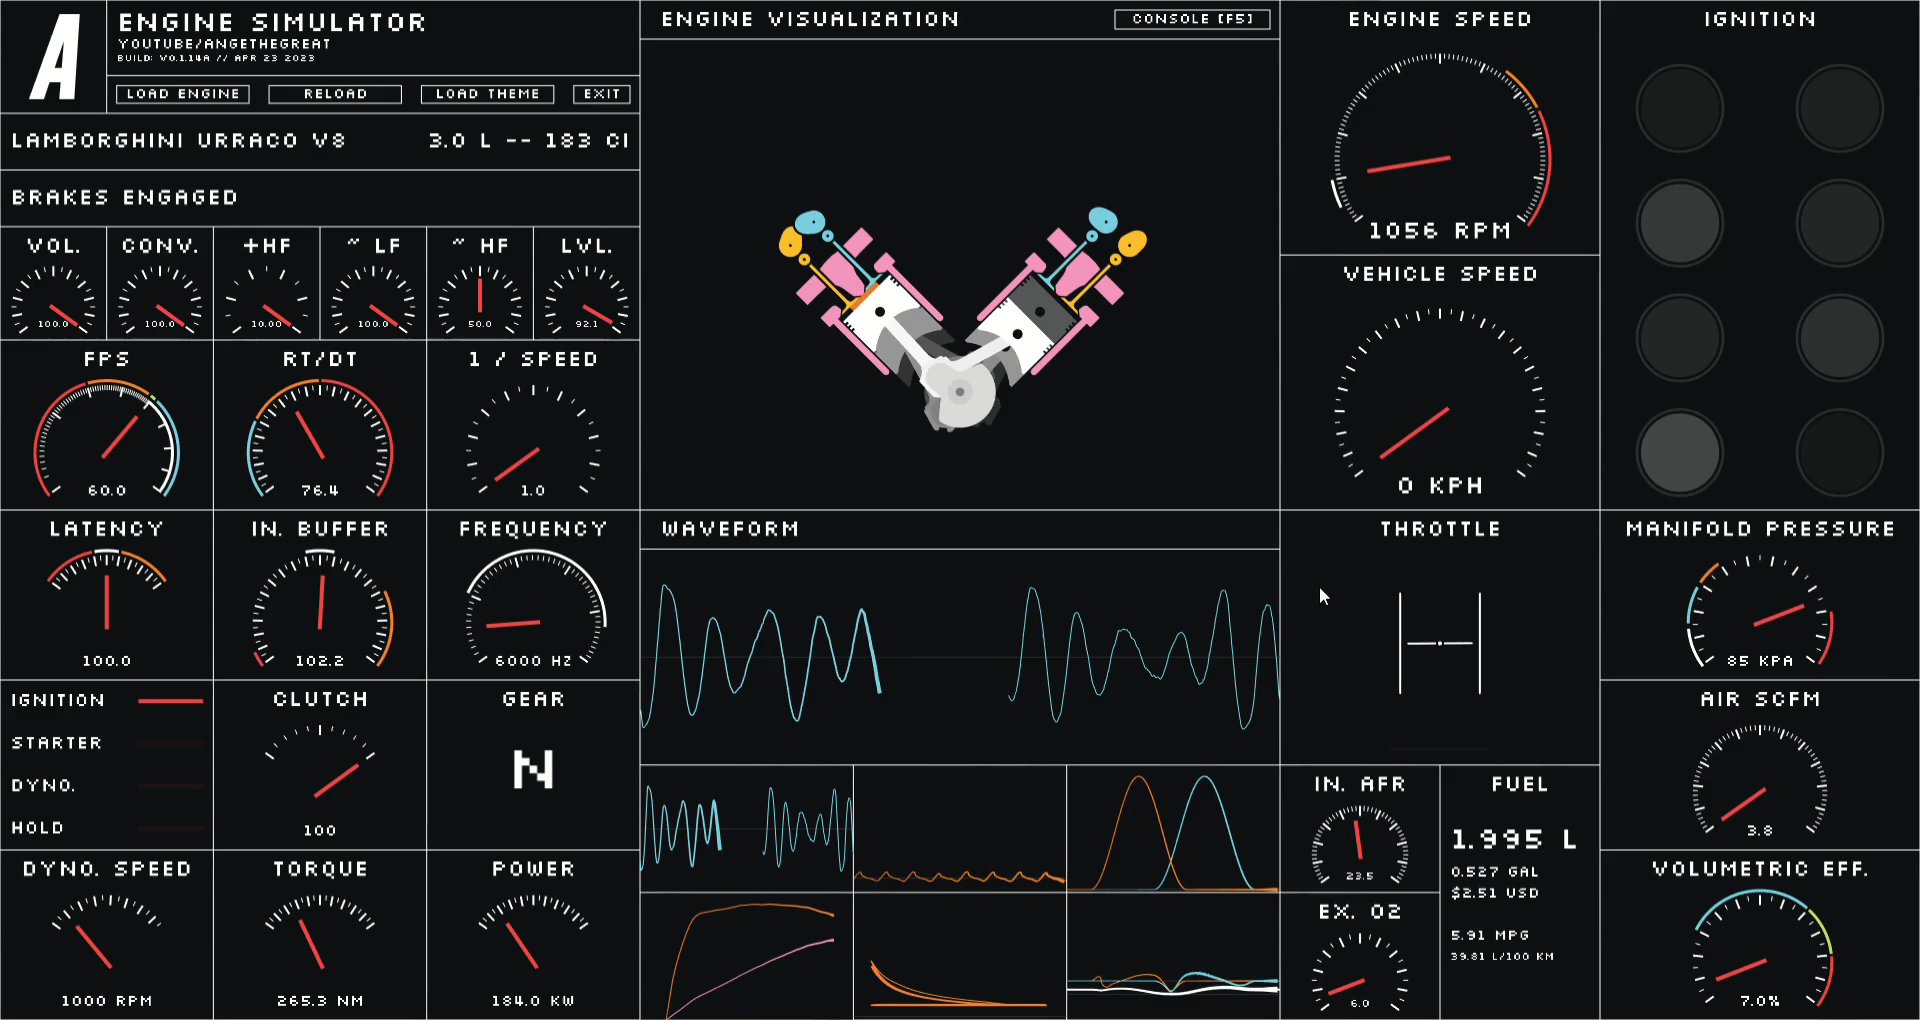 A
ENGINE SIMULATOR
YOUTUBE/ANGETHEGREAT
BUILD: V0.1.14A // APR 23 2023
LOAD ENGINE
RELOAD
LOAD THEME
EXIT
LAMBORGHINI URRACO V8
3.0 L -- 183 CI
BRAKES ENGAGED
VOL.
100.0
CONV.
100.0
+HF
10.00
~ LF
100.0
~ HF
50.0
LVL.
92.1
FPS
60.0
RT/DT
76.4
1 / SPEED
1.0
LATENCY
100.0
IN. BUFFER
102.2
FREQUENCY
6000 HZ
IGNITION
STARTER
DYNO.
HOLD
CLUTCH
100
GEAR
N
DYNO. SPEED
1000 RPM
TORQUE
265.3 NM
POWER
184.0 KW
ENGINE VISUALIZATION
CONSOLE [F5]
WAVEFORM
ENGINE SPEED
1056 RPM
VEHICLE SPEED
0 KPH
THROTTLE
IN. AFR
23.5
EX. O2
6.0
FUEL
1.995 L
0.527 GAL
$2.51 USD
5.91 MPG
39.81 L/100 KM
IGNITION
MANIFOLD PRESSURE
85 KPA
AIR SCFM
3.8
VOLUMETRIC EFF.
7.0%